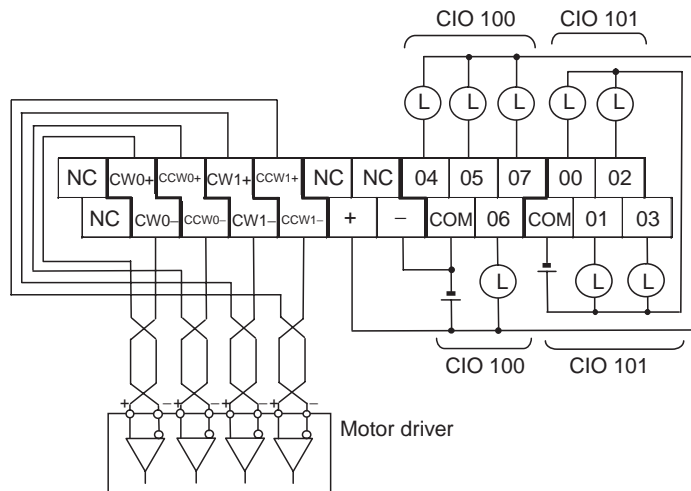 CIO 100 CIO 101
L L L L L
NC CW0+ CCW0+ CW1+ CCW1+ NC NC 04 05 07 00 02
NC CW0− CCW0− CW1− CCW1− + − COM 06 COM 01 03
L L L
CIO 100 CIO 101
+ − + − + − + −
Motor driver